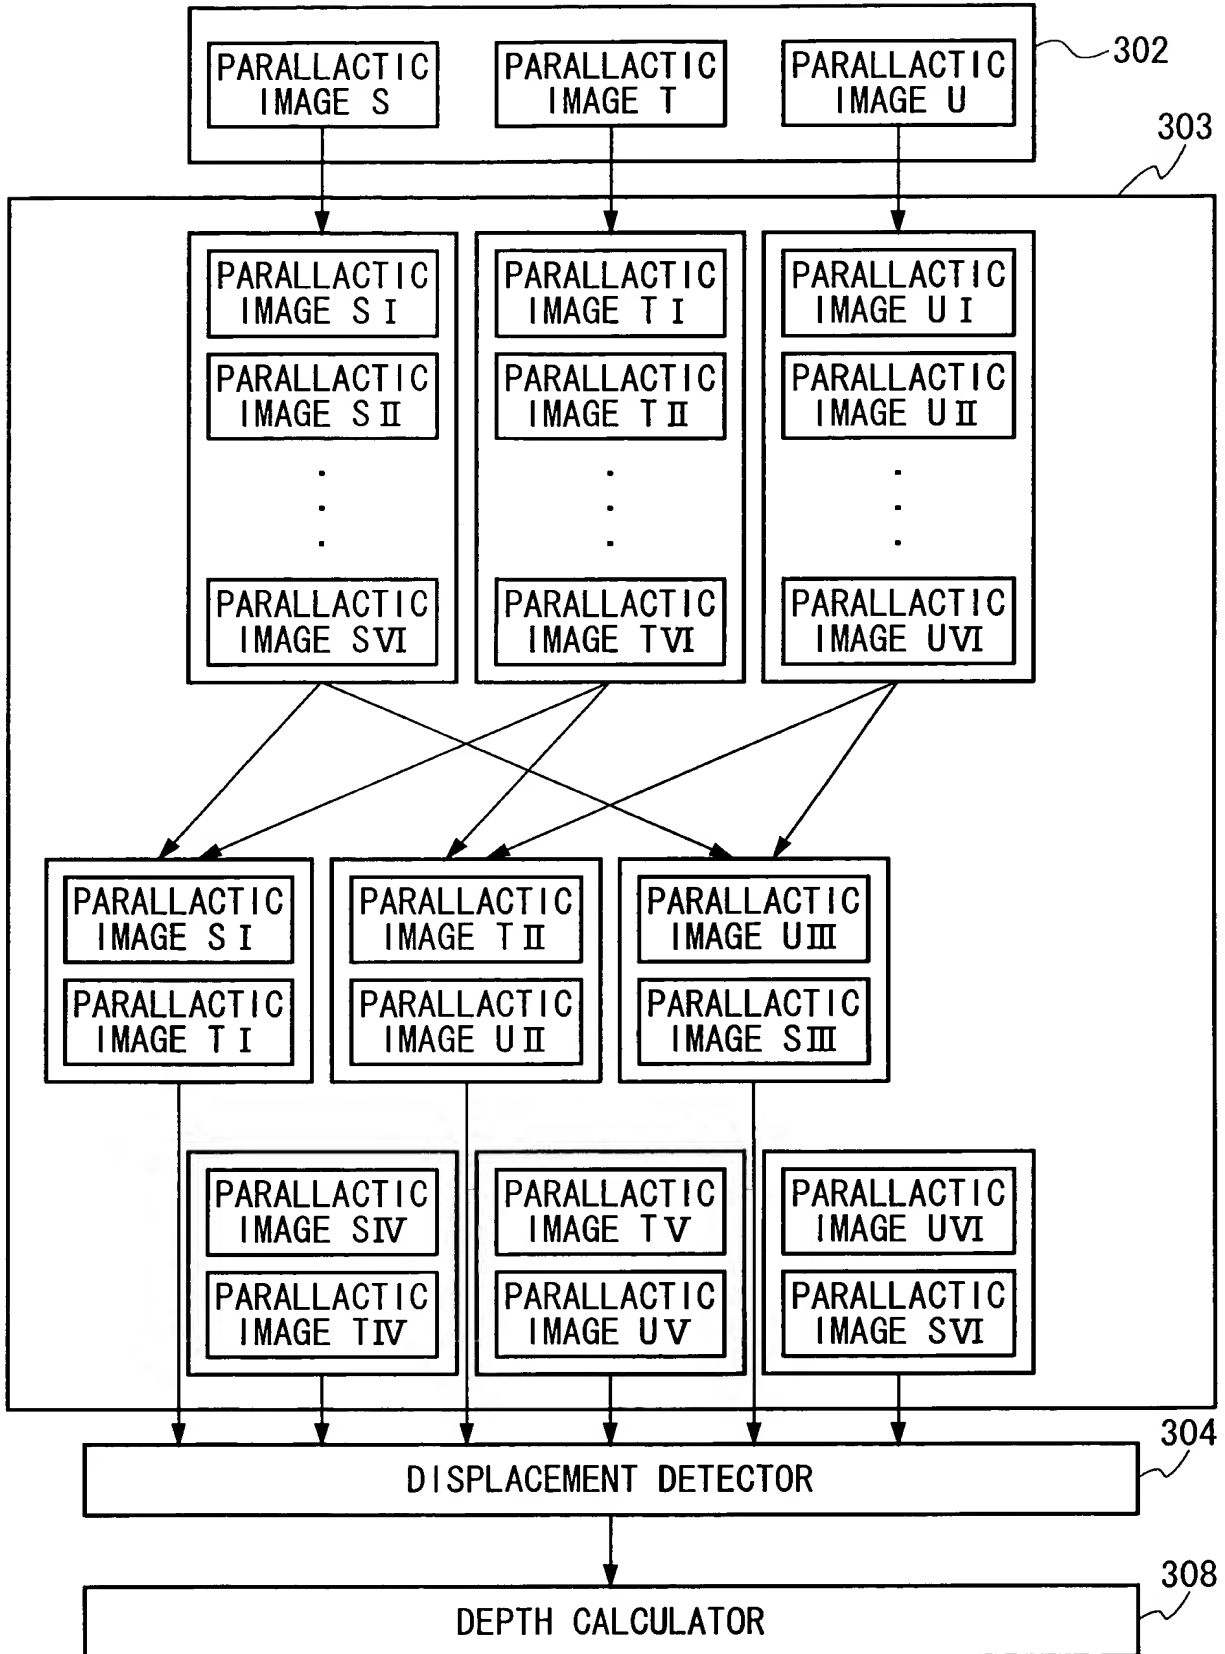 PARALLACTIC
IMAGE S
PARALLACTIC
IMAGE T
PARALLACTIC
IMAGE U
302
303
PARALLACTIC
IMAGE S I
PARALLACTIC
IMAGE T I
PARALLACTIC
IMAGE U I
PARALLACTIC
IMAGE S II
PARALLACTIC
IMAGE T II
PARALLACTIC
IMAGE U II
PARALLACTIC
IMAGE S VI
PARALLACTIC
IMAGE T VI
PARALLACTIC
IMAGE U VI
PARALLACTIC
IMAGE S I
PARALLACTIC
IMAGE T II
PARALLACTIC
IMAGE U III
PARALLACTIC
IMAGE T I
PARALLACTIC
IMAGE U II
PARALLACTIC
IMAGE S III
PARALLACTIC
IMAGE S IV
PARALLACTIC
IMAGE T V
PARALLACTIC
IMAGE U VI
PARALLACTIC
IMAGE T IV
PARALLACTIC
IMAGE U V
PARALLACTIC
IMAGE S VI
304
DISPLACEMENT DETECTOR
308
DEPTH CALCULATOR